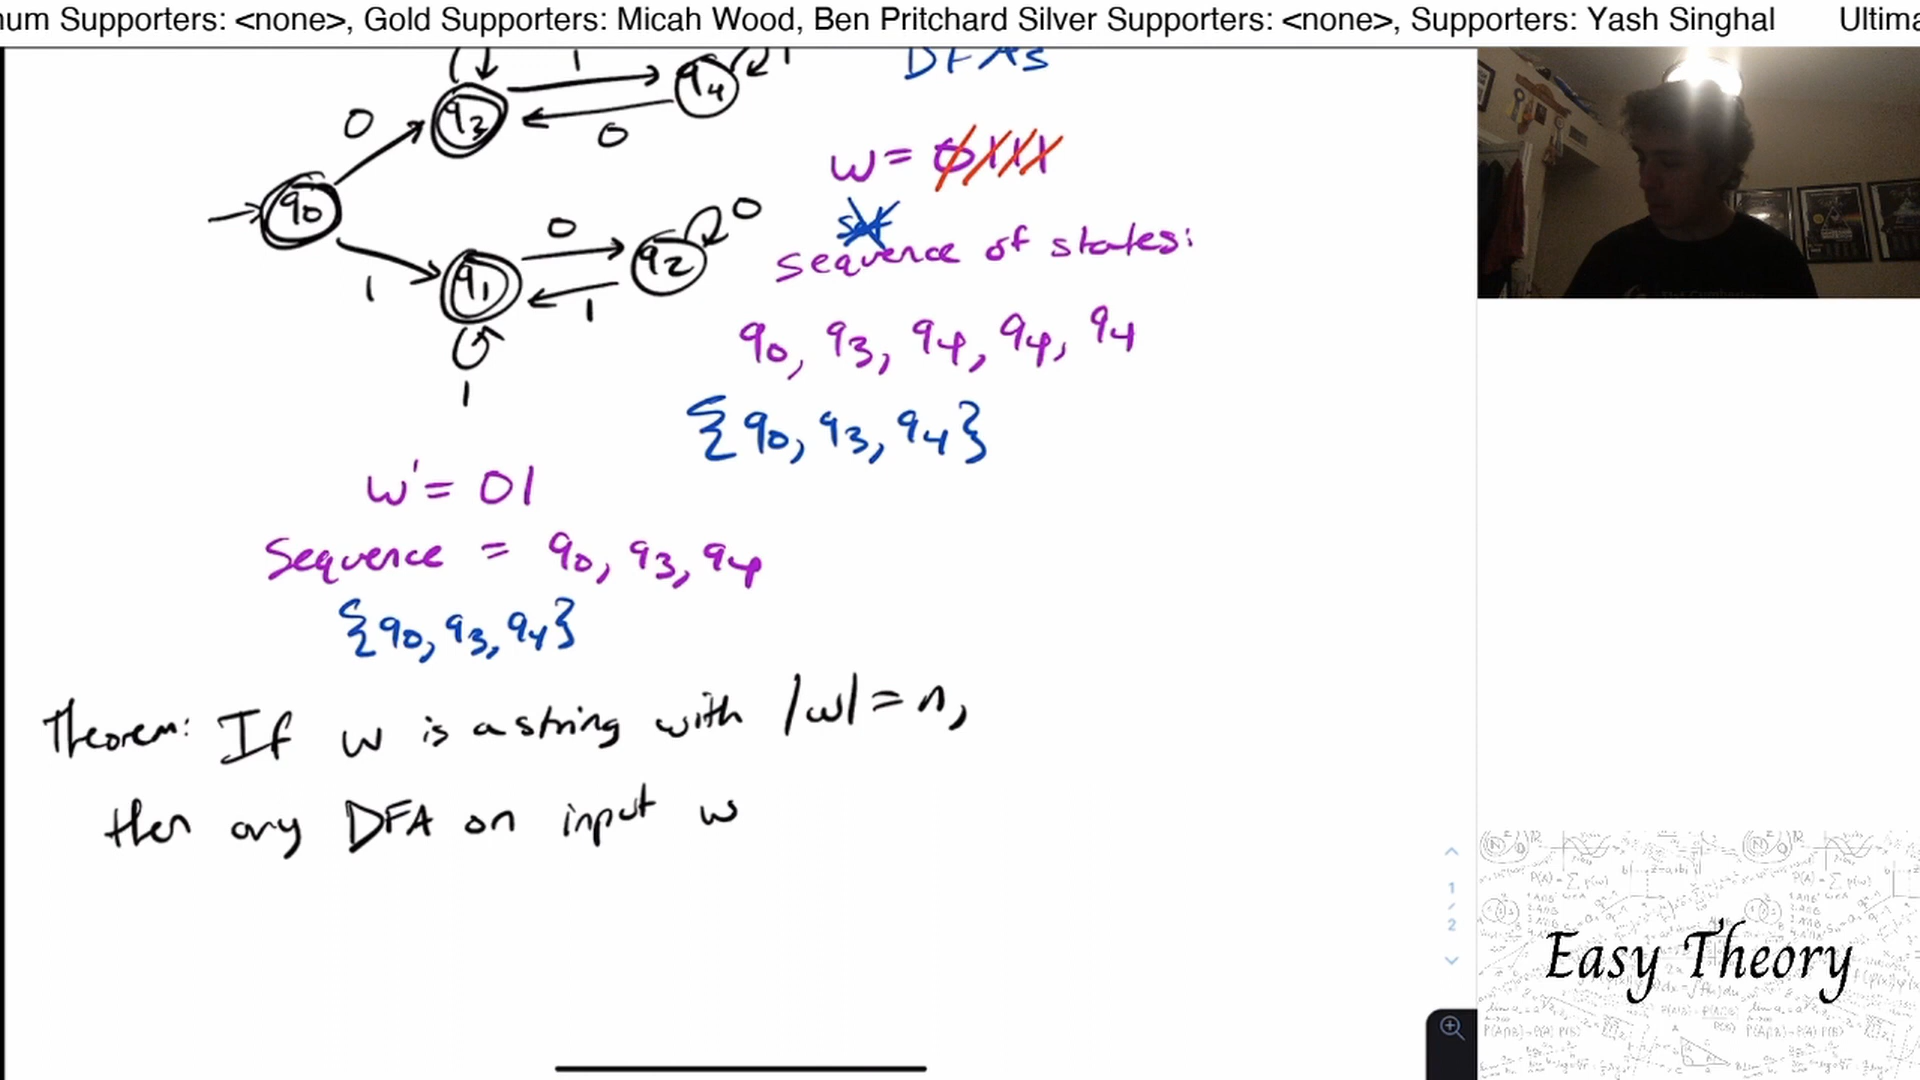 num Supporters: <none>, Gold Supporters: Micah Wood, Ben Pritchard Silver Supporters: <none>, Supporters: Yash Singhal Ultima
DFAs
1
q4
q3
0
0
w = 0111
q0
set
0
0
sequence of states:
q1
q2
1
1
q0, q3, q4, q4, q4
1
{q0, q3, q4}
w' = 01
Sequence = q0, q3, q4
{q0, q3, q4}
Theorem: If w is a string with |w| = n,
then any DFA on input w
1
2
Easy Theory